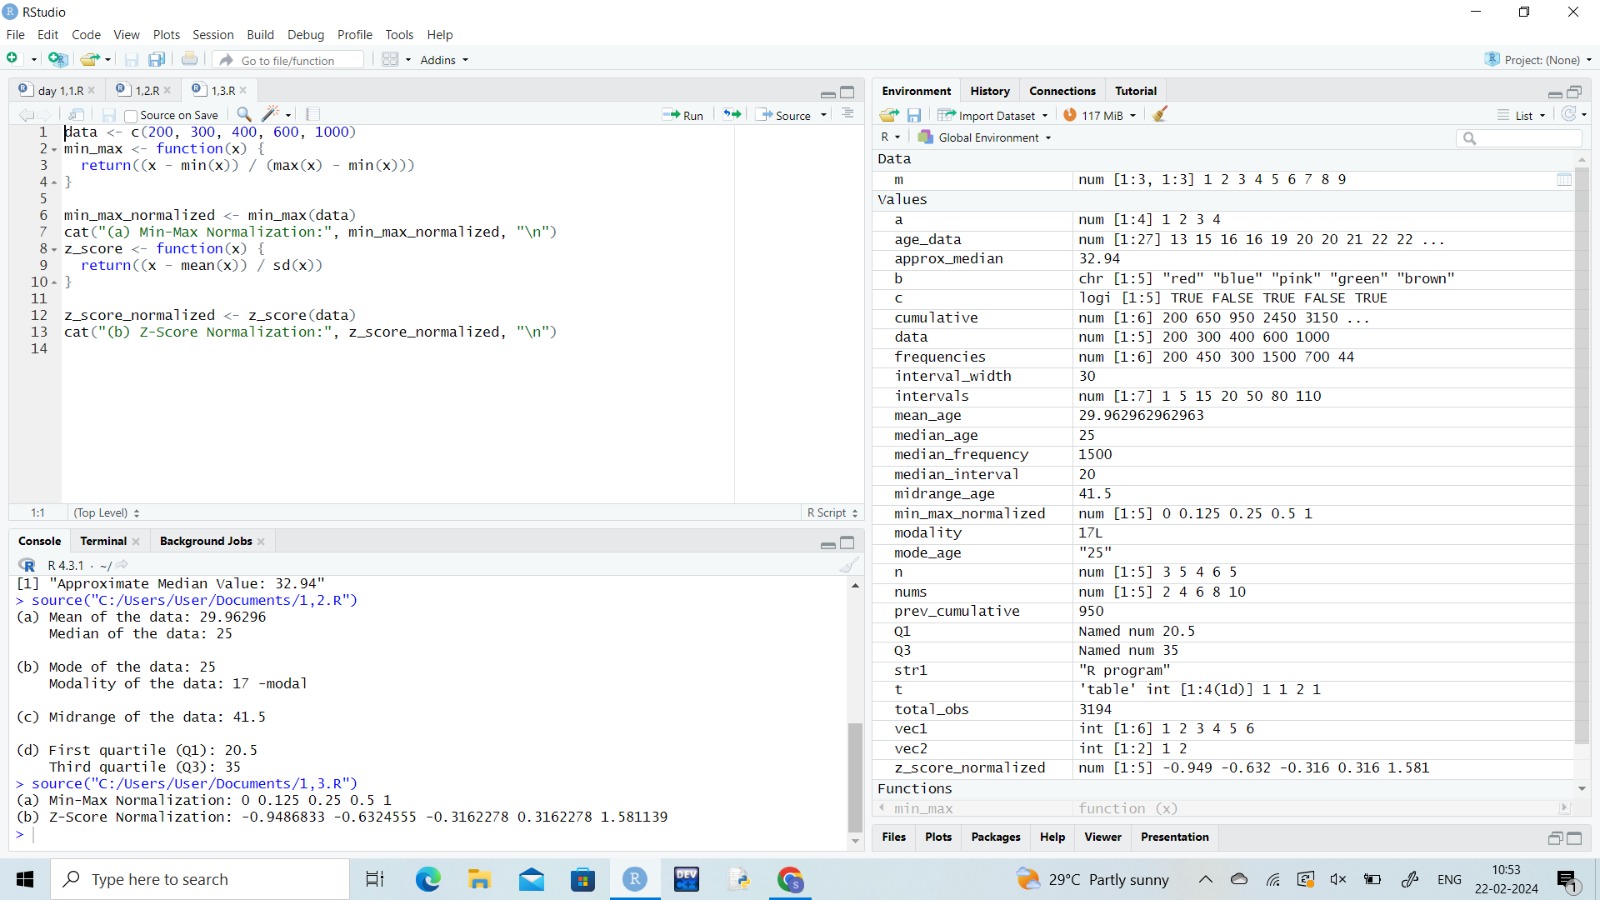 RStudio
File Edit Code View Plots Session Build Debug Profile Tools Help
Go to file/function Addins Project: (None)
day 1,1.R 1,2.R 1,3.R
Source on Save Run Source
1 data <- c(200, 300, 400, 600, 1000)
2 min_max <- function(x) {
3 return((x - min(x)) / (max(x) - min(x)))
4 }
5
6 min_max_normalized <- min_max(data)
7 cat("(a) Min-Max Normalization:", min_max_normalized, "\n")
8 z_score <- function(x) {
9 return((x - mean(x)) / sd(x))
10 }
11
12 z_score_normalized <- z_score(data)
13 cat("(b) Z-Score Normalization:", z_score_normalized, "\n")
14
1:1 (Top Level) R Script
Console Terminal Background Jobs
R 4.3.1 · ~/
[1] "Approximate Median Value: 32.94"
> source("C:/Users/User/Documents/1,2.R")
(a) Mean of the data: 29.96296
Median of the data: 25
(b) Mode of the data: 25
Modality of the data: 17 -modal
(c) Midrange of the data: 41.5
(d) First quartile (Q1): 20.5
Third quartile (Q3): 35
> source("C:/Users/User/Documents/1,3.R")
(a) Min-Max Normalization: 0 0.125 0.25 0.5 1
(b) Z-Score Normalization: -0.9486833 -0.6324555 -0.3162278 0.3162278 1.581139
>
Environment History Connections Tutorial
Import Dataset 117 MiB List
R Global Environment
Data
m num [1:3, 1:3] 1 2 3 4 5 6 7 8 9
Values
a num [1:4] 1 2 3 4
age_data num [1:27] 13 15 16 16 19 20 20 21 22 22 ...
approx_median 32.94
b chr [1:5] "red" "blue" "pink" "green" "brown"
c logi [1:5] TRUE FALSE TRUE FALSE TRUE
cumulative num [1:6] 200 650 950 2450 3150 ...
data num [1:5] 200 300 400 600 1000
frequencies num [1:6] 200 450 300 1500 700 44
interval_width 30
intervals num [1:7] 1 5 15 20 50 80 110
mean_age 29.962962962963
median_age 25
median_frequency 1500
median_interval 20
midrange_age 41.5
min_max_normalized num [1:5] 0 0.125 0.25 0.5 1
modality 17L
mode_age "25"
n num [1:5] 3 5 4 6 5
nums num [1:5] 2 4 6 8 10
prev_cumulative 950
Q1 Named num 20.5
Q3 Named num 35
str1 "R program"
t 'table' int [1:4(1d)] 1 1 2 1
total_obs 3194
vec1 int [1:6] 1 2 3 4 5 6
vec2 int [1:2] 1 2
z_score_normalized num [1:5] -0.949 -0.632 -0.316 0.316 1.581
Functions
min_max function (x)
Files Plots Packages Help Viewer Presentation
Type here to search
DEV
29°C Partly sunny ENG
10:53
22-02-2024
1